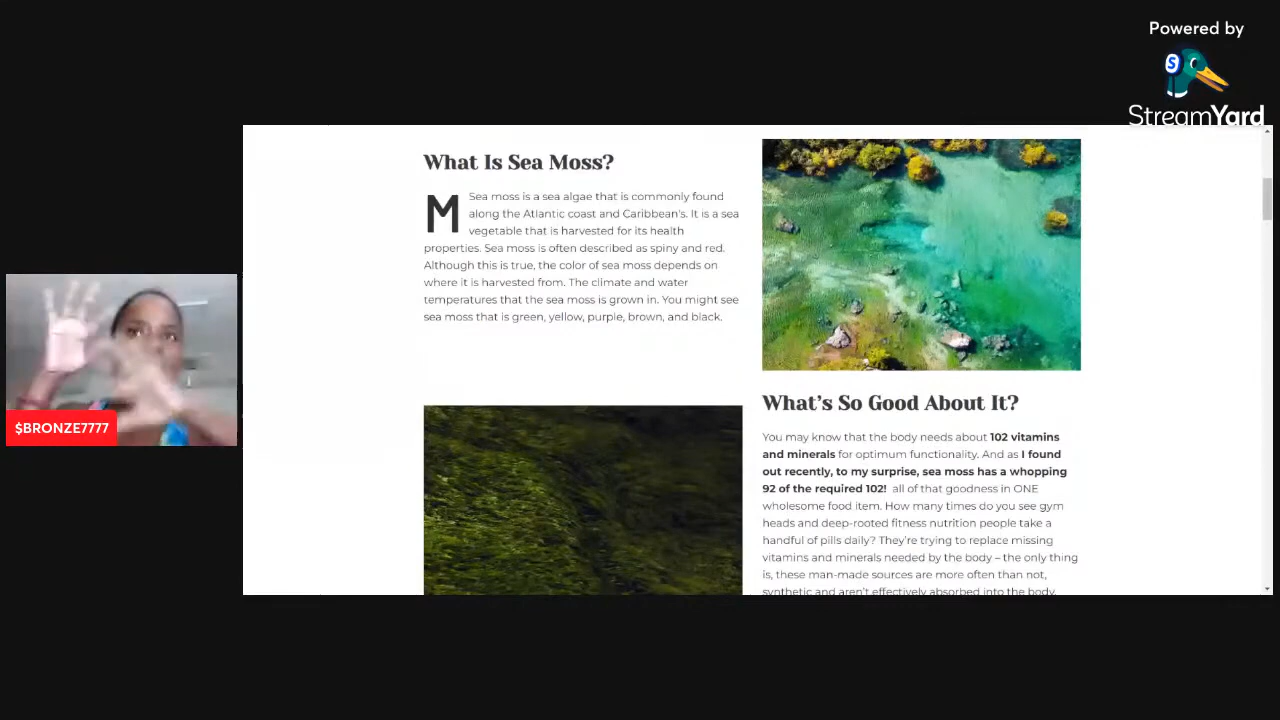 Powered by
StreamYard
What Is Sea Moss?
M Sea moss is a sea algae that is commonly found
along the Atlantic coast and Caribbean's. It is a sea
vegetable that is harvested for its health
properties. Sea moss is often described as spiny and red.
Although this is true, the color of sea moss depends on
where it is harvested from. The climate and water
temperatures that the sea moss is grown in. You might see
sea moss that is green, yellow, purple, brown, and black.
$BRONZE7777
What's So Good About It?
You may know that the body needs about 102 vitamins
and minerals for optimum functionality. And as I found
out recently, to my surprise, sea moss has a whopping
92 of the required 102! all of that goodness in ONE
wholesome food item. How many times do you see gym
heads and deep-rooted fitness nutrition people take a
handful of pills daily? They're trying to replace missing
vitamins and minerals needed by the body – the only thing
is, these man-made sources are more often than not,
synthetic and aren't effectively absorbed into the body.